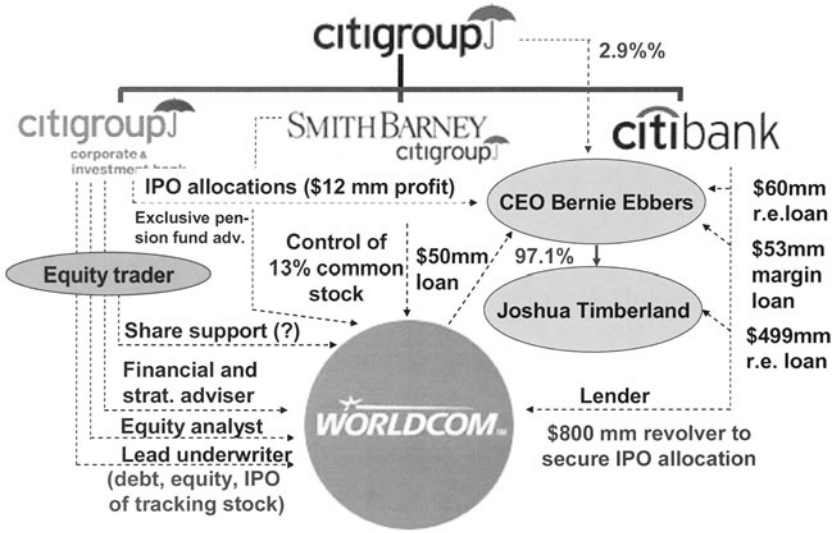 citigroup
2.9%%
citigroup
corporate &
investment bank
SMITH BARNEY
citigroup
citibank
IPO allocations ($12 mm profit)
Exclusive pen-
sion fund adv.
CEO Bernie Ebbers
$60mm
r.e.loan
Control of
13% common
stock
$50mm
loan
97.1%
$53mm
margin
loan
Equity trader
Joshua Timberland
Share support (?)
$499mm
r.e. loan
Financial and
strat. adviser
Equity analyst
Lead underwriter
(debt, equity, IPO
of tracking stock)
WORLDCOM
Lender
$800 mm revolver to
secure IPO allocation